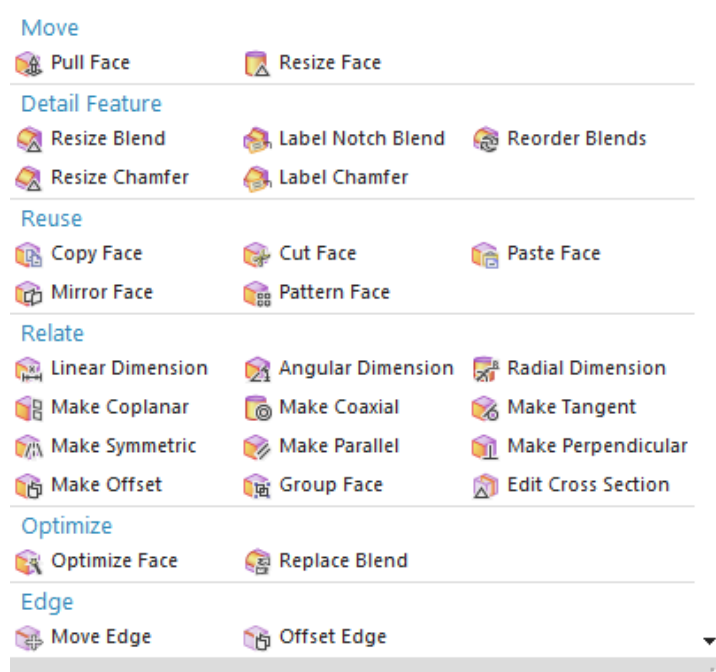 Move
Pull Face Resize Face
Detail Feature
Resize Blend Label Notch Blend Reorder Blends
Resize Chamfer Label Chamfer
Reuse
Copy Face Cut Face Paste Face
Mirror Face Pattern Face
Relate
Linear Dimension Angular Dimension Radial Dimension
Make Coplanar Make Coaxial Make Tangent
Make Symmetric Make Parallel Make Perpendicular
Make Offset Group Face Edit Cross Section
Optimize
Optimize Face Replace Blend
Edge
Move Edge Offset Edge